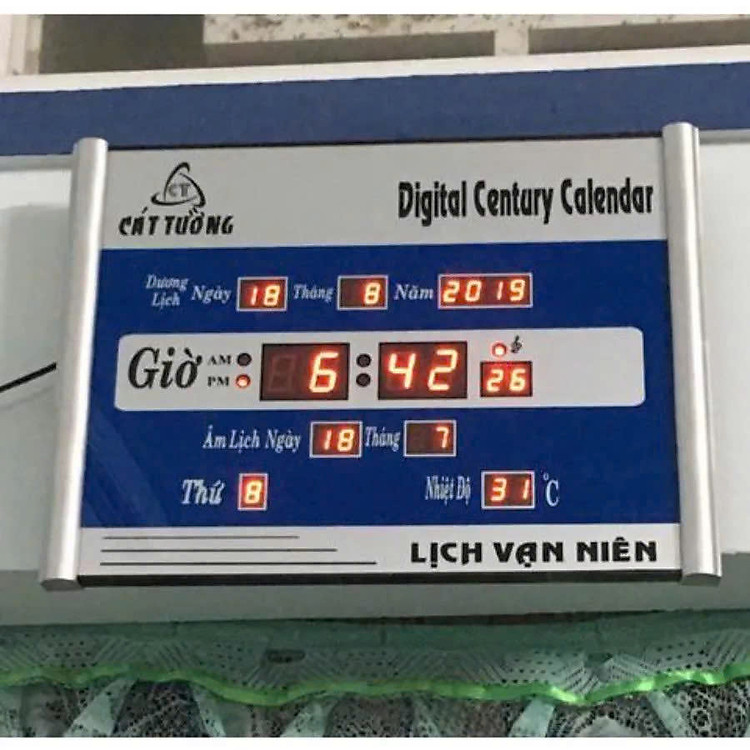 CT
CÁT TƯỜNG
Digital Century Calendar
Dương Lịch Ngày 18 Tháng 8 Năm 2019
Giờ AM PM 6:42 26
Âm Lịch Ngày 18 Tháng 7
Thứ 8 Nhiệt Độ 31 °C
LỊCH VẠN NIÊN